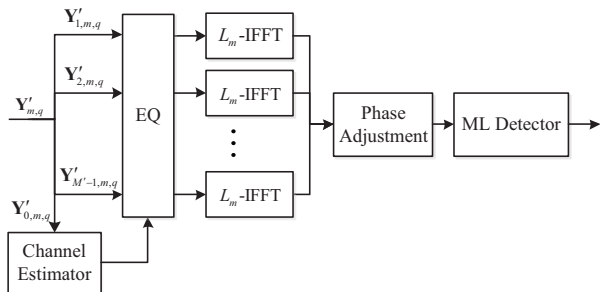 Y′1,m,q
Y′2,m,q
Y′m,q
Y′M′−1,m,q
Y′0,m,q
EQ
Lm-IFFT
Lm-IFFT
Lm-IFFT
Phase
Adjustment
ML Detector
Channel
Estimator